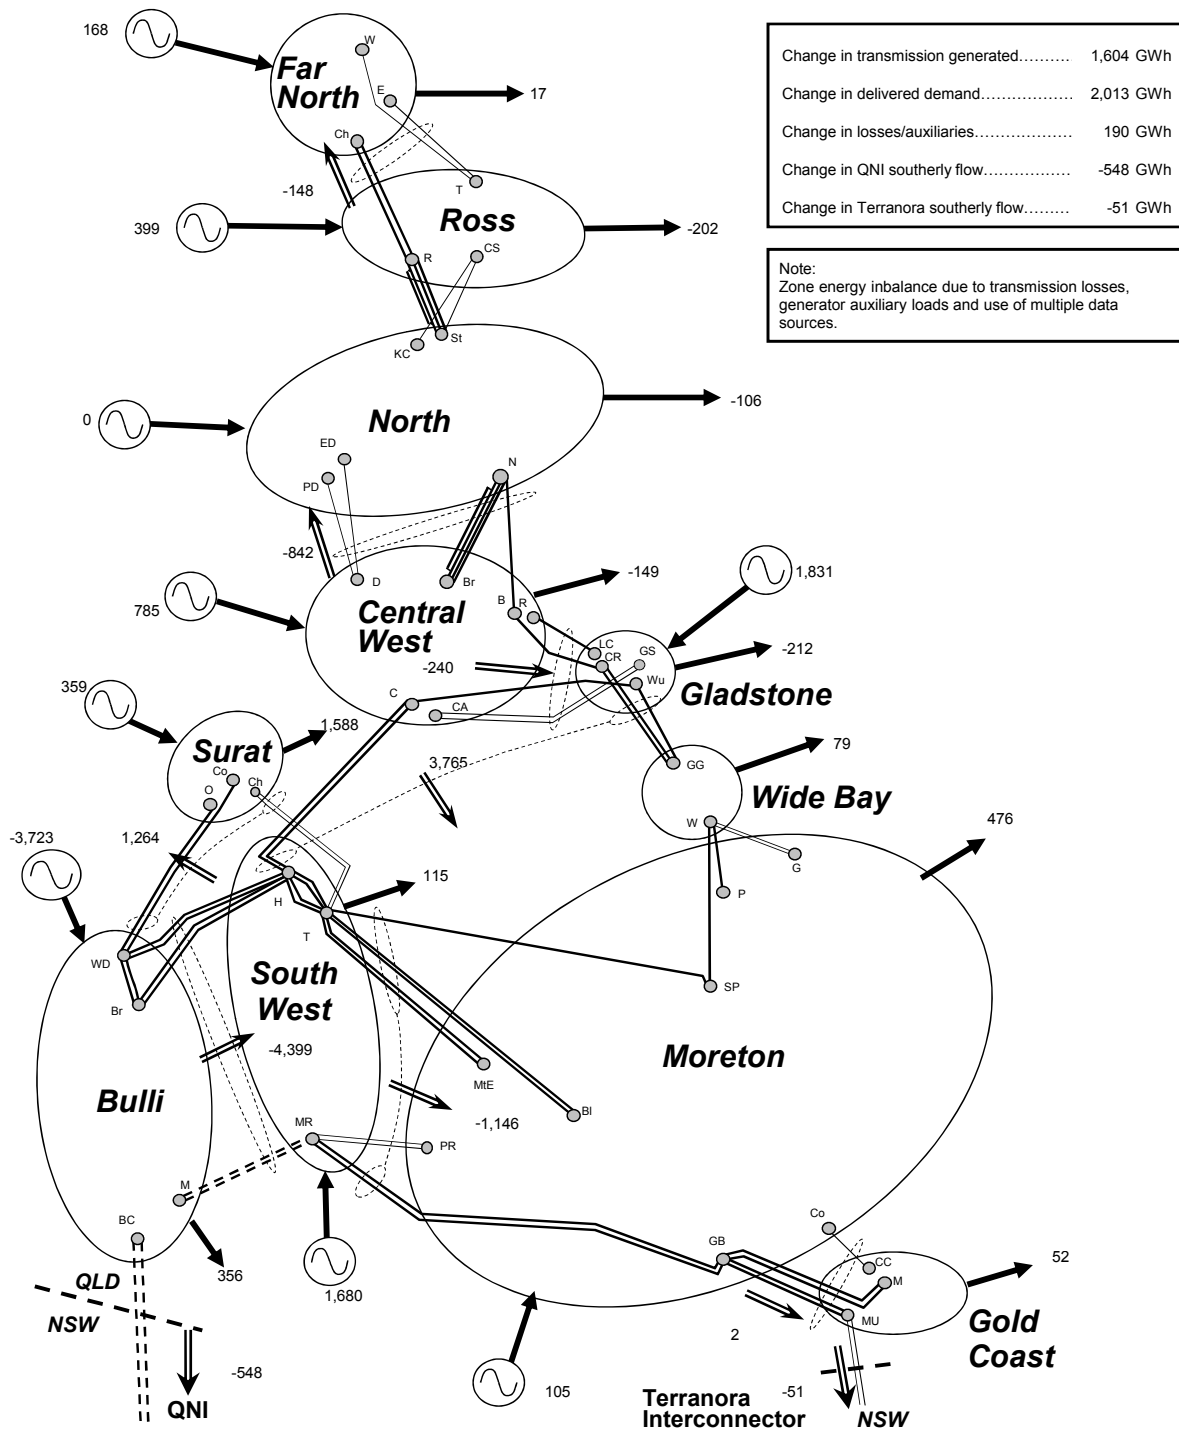 168
W
Far
North
E
17
Ch
Change in transmission generated.......... 1,604 GWh
Change in delivered demand.................. 2,013 GWh
Change in losses/auxiliaries................... 190 GWh
Change in QNI southerly flow................. -548 GWh
Change in Terranora southerly flow......... -51 GWh
Note:
Zone energy inbalance due to transmission losses,
generator auxiliary loads and use of multiple data
sources.
-148
T
399
Ross
-202
R
CS
St
KC
0
North
-106
ED
PD
N
-842
D
Br
-149
1,831
785
Central
West
B
R
LC
CR
GS
-212
-240
Wu
Gladstone
359
C
CA
1,588
Surat
Co
Ch
O
3,765
GG
79
Wide Bay
-3,723
1,264
W
476
G
115
P
H
T
WD
South
West
SP
Br
-4,399
Moreton
MtE
Bulli
-1,146
BI
MR
PR
M
BC
Co
GB
CC
52
356
QLD
M
1,680
NSW
MU
2
Gold
Coast
-548
105
-51
QNI
Terranora
Interconnector
NSW